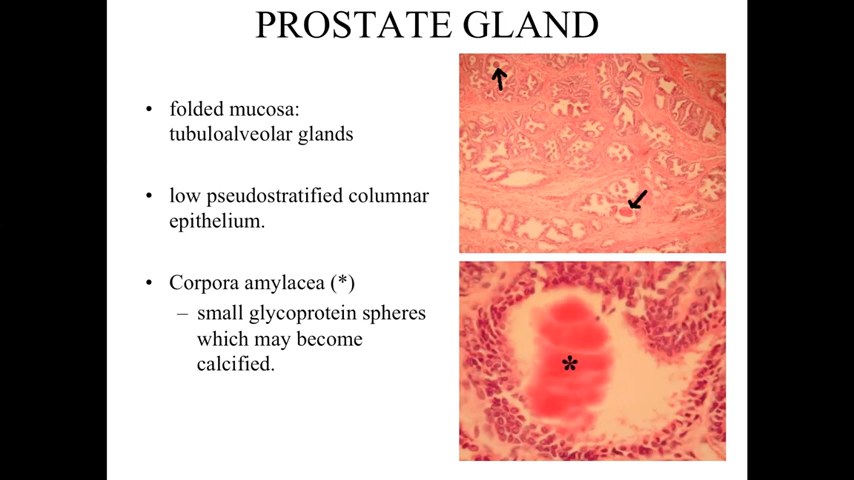 PROSTATE GLAND
• folded mucosa:
tubuloalveolar glands
• low pseudostratified columnar
epithelium.
• Corpora amylacea (*)
– small glycoprotein spheres
which may become
calcified.
*